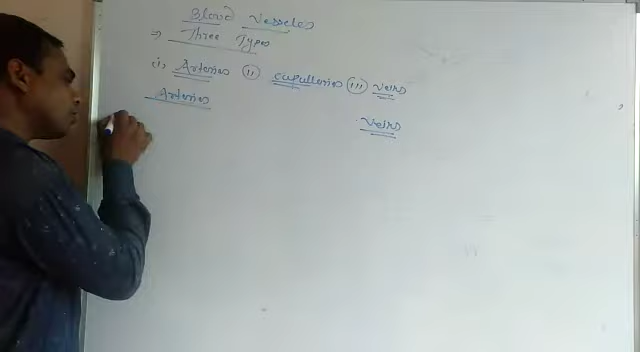 Blood Vessels
⇒ Three Types
(i) Arteries (ii) capillaries (iii) veins
Arteries
Veins